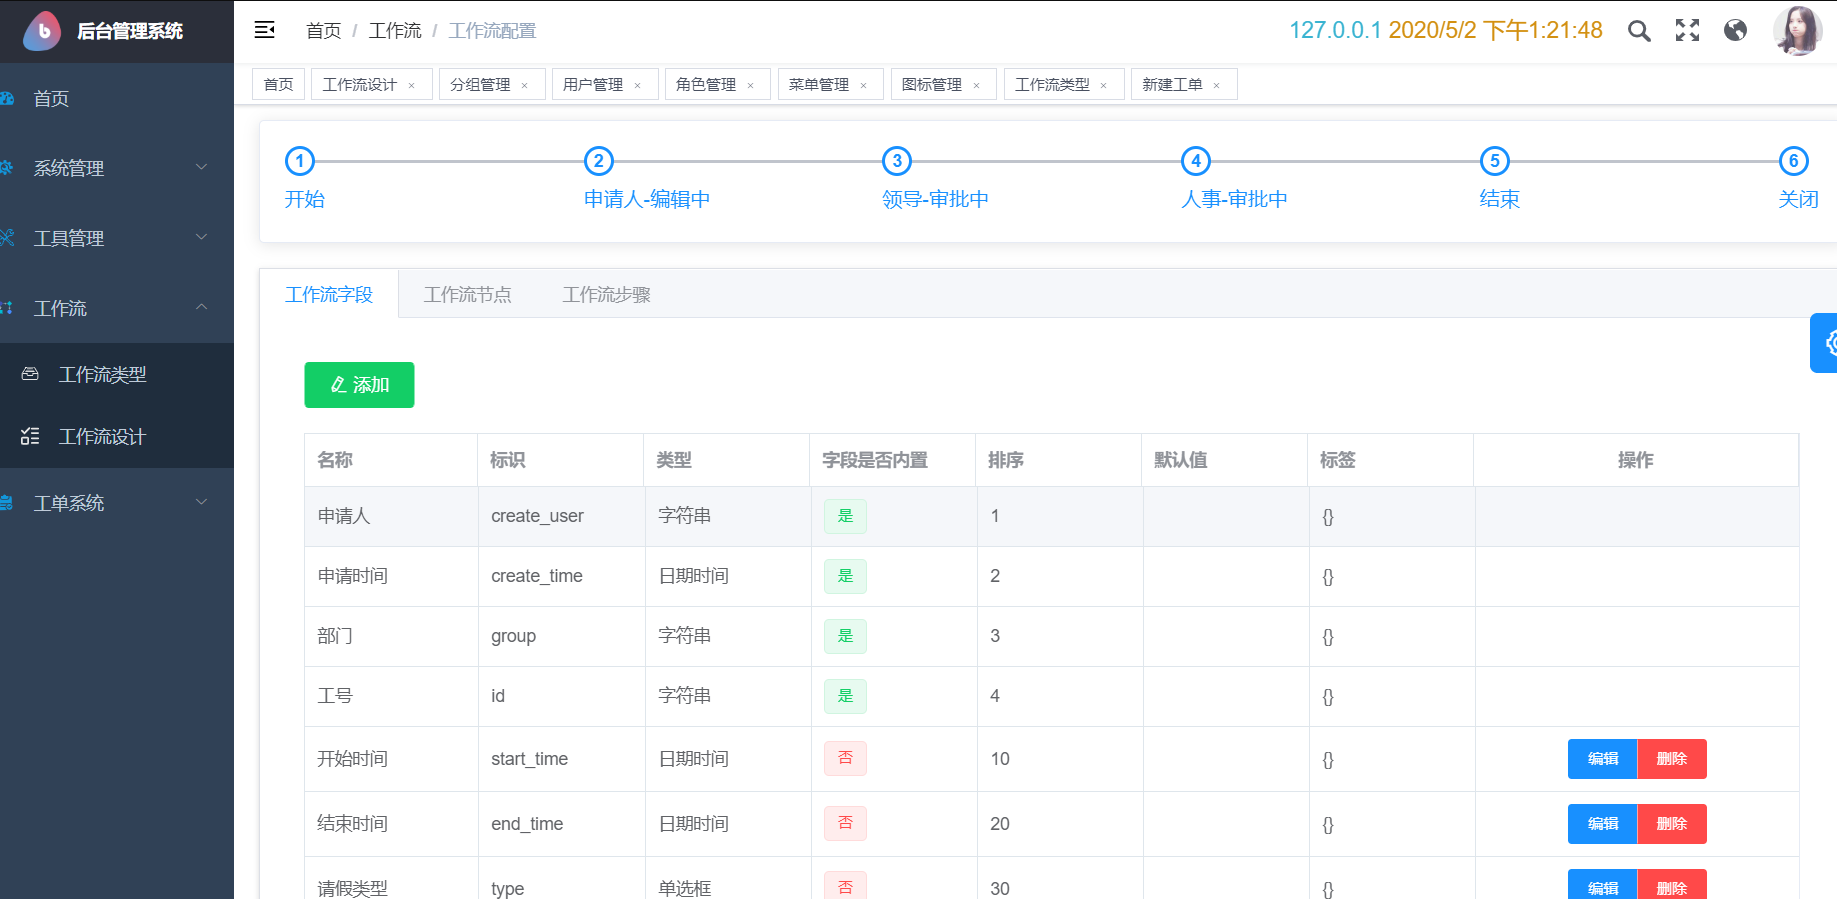 后台管理系统
首页 / 工作流 / 工作流配置
127.0.0.1 2020/5/2 下午1:21:48
首页 工作流设计 × 分组管理 × 用户管理 × 角色管理 × 菜单管理 × 图标管理 × 工作流类型 × 新建工单 ×
首页
系统管理
工具管理
工作流
工作流类型
工作流设计
工单系统
1 2 3 4 5 6
开始 申请人-编辑中 领导-审批中 人事-审批中 结束 关闭
工作流字段 工作流节点 工作流步骤
添加
名称 标识 类型 字段是否内置 排序 默认值 标签 操作
申请人 create_user 字符串 是 1 {}
申请时间 create_time 日期时间 是 2 {}
部门 group 字符串 是 3 {}
工号 id 字符串 是 4 {}
开始时间 start_time 日期时间 否 10 {} 编辑 删除
结束时间 end_time 日期时间 否 20 {} 编辑 删除
请假类型 type 单选框 否 30 {} 编辑 删除